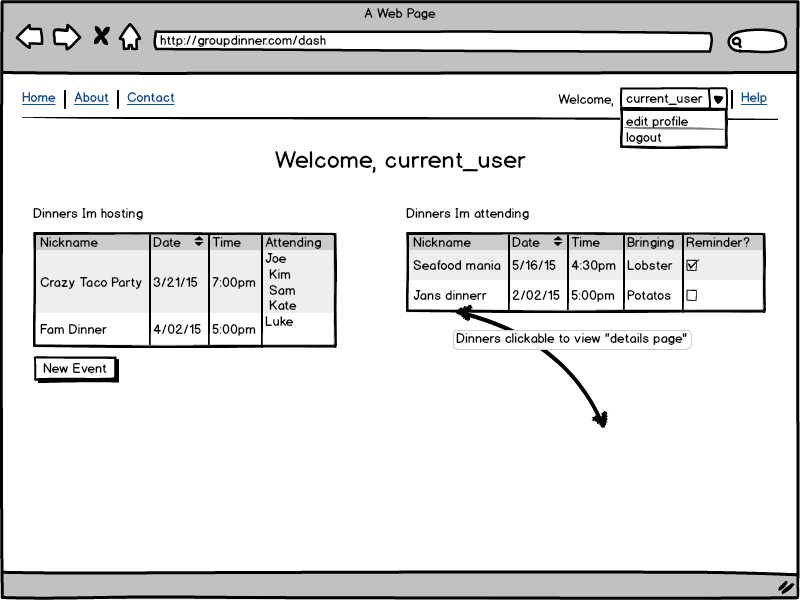 A Web Page
http://groupdinner.com/dash
Home About Contact Welcome, current_user Help
edit profile
logout
Welcome, current_user
Dinners Im hosting
Nickname Date Time Attending
Crazy Taco Party 3/21/15 7:00pm Joe
Kim
Sam
Kate
Fam Dinner 4/02/15 5:00pm Luke
New Event
Dinners Im attending
Nickname Date Time Bringing Reminder?
Seafood mania 5/16/15 4:30pm Lobster
Jans dinnerr 2/02/15 5:00pm Potatos
Dinners clickable to view "details page"